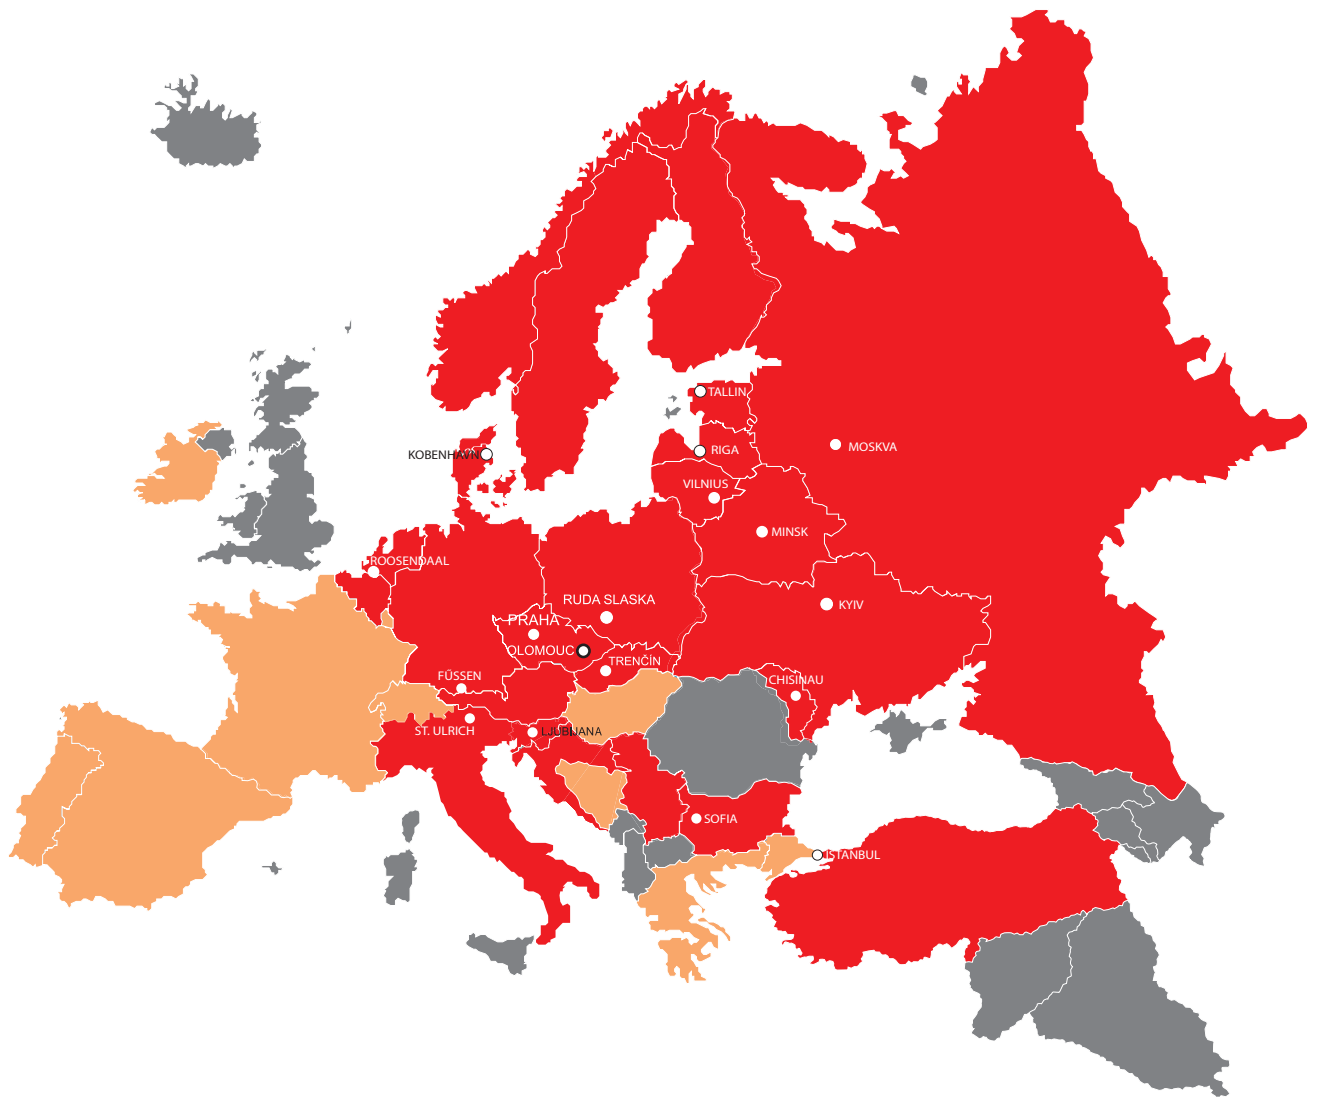 TALLIN
MOSKVA
RIGA
KOBENHAVN
VILNIUS
MINSK
ROOSENDAAL
RUDA SLASKA
KYIV
PRAHA
OLOMOUC
TRENČÍN
FÜSSEN
CHISINAU
ST. ULRICH
LJUBIJANA
SOFIA
ISTANBUL